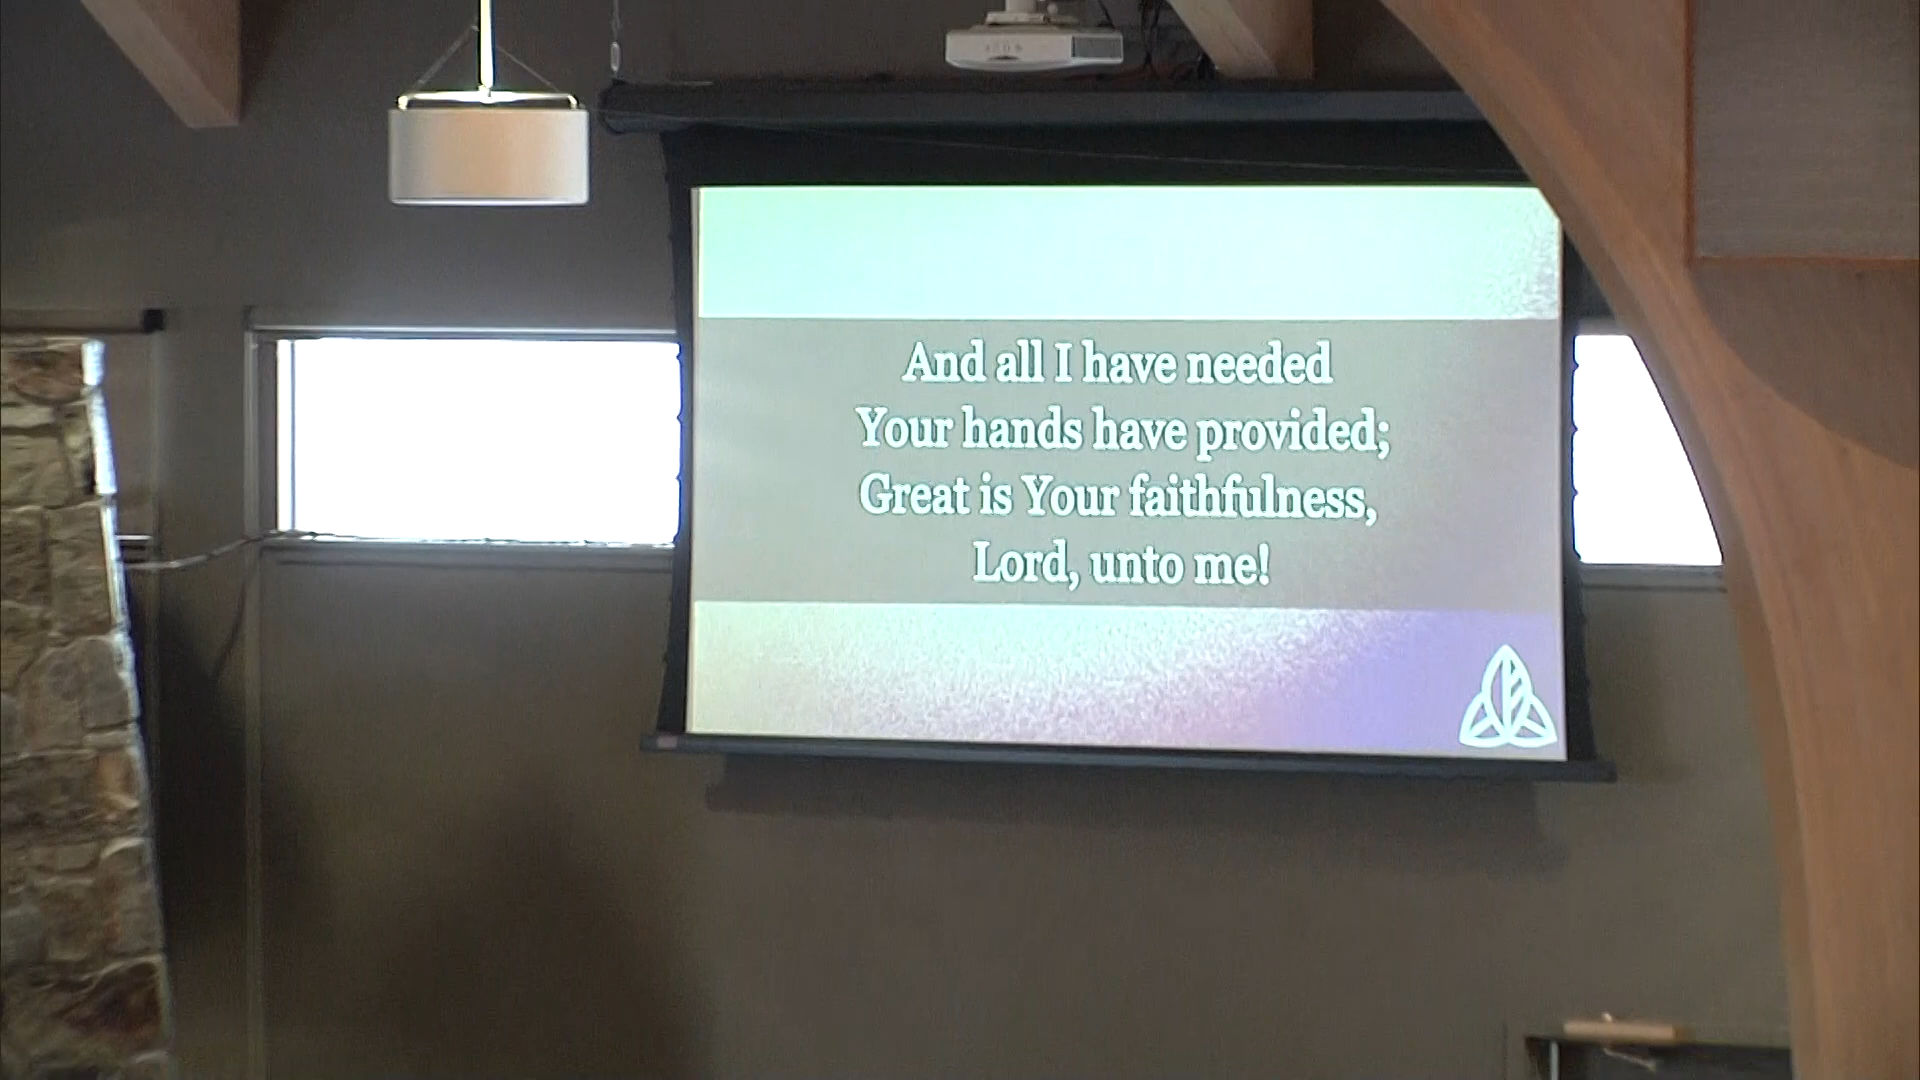 And all I have needed
Your hands have provided;
Great is Your faithfulness,
Lord, unto me!